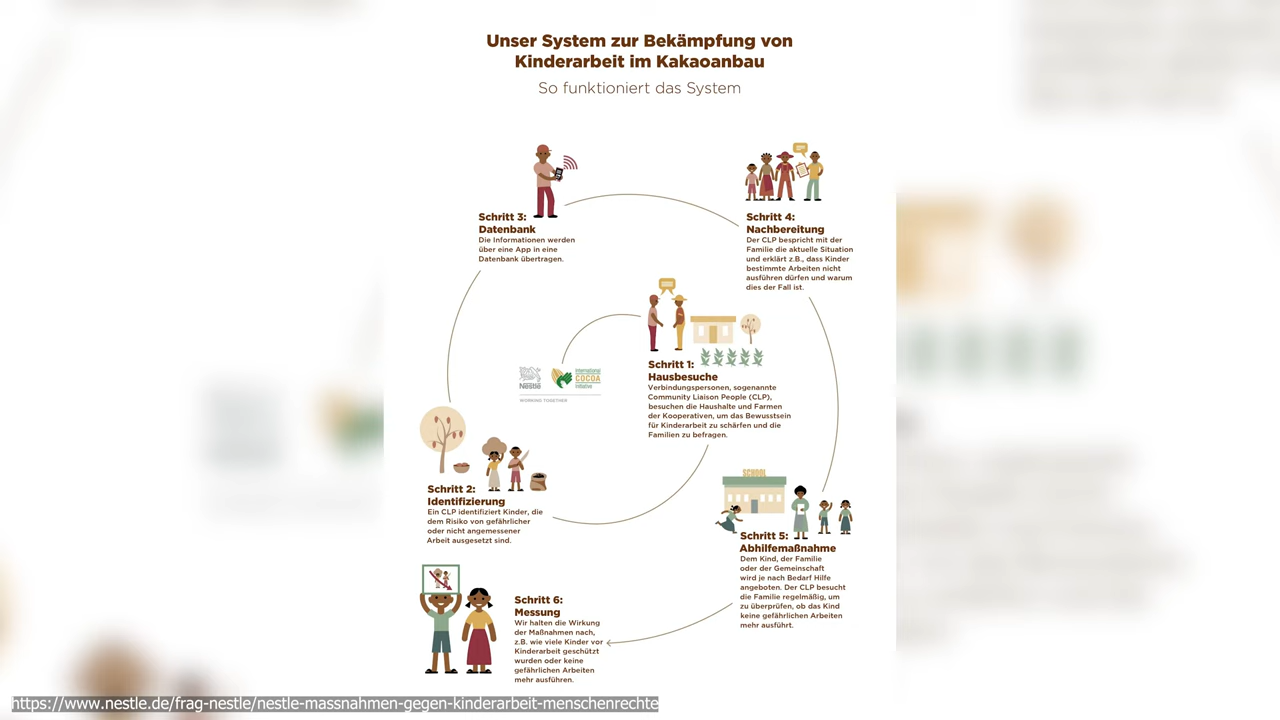 Unser System zur Bekämpfung von
Kinderarbeit im Kakaoanbau
So funktioniert das System
Schritt 3:
Datenbank
Die Informationen werden
über eine App in eine
Datenbank übertragen.
Schritt 4:
Nachbereitung
Der CLP bespricht mit der
Familie die aktuelle Situation
und erklärt z.B., dass Kinder
bestimmte Arbeiten nicht
ausführen dürfen und warum
dies der Fall ist.
Nestlé
International
COCOA
Initiative
WORKING TOGETHER
Schritt 1:
Hausbesuche
Verbindungspersonen, sogenannte
Community Liaison People (CLP),
besuchen die Haushalte und Farmen
der Kooperativen, um das Bewusstsein
für Kinderarbeit zu schärfen und die
Familien zu befragen.
Schritt 2:
Identifizierung
Ein CLP identifiziert Kinder, die
dem Risiko von gefährlicher
oder nicht angemessener
Arbeit ausgesetzt sind.
SCHOOL
Schritt 5:
Abhilfemaßnahme
Dem Kind, der Familie
oder der Gemeinschaft
wird je nach Bedarf Hilfe
angeboten. Der CLP besucht
die Familie regelmäßig, um
zu überprüfen, ob das Kind
keine gefährlichen Arbeiten
mehr ausführt.
Schritt 6:
Messung
Wir halten die Wirkung
der Maßnahmen nach,
z.B. wie viele Kinder vor
Kinderarbeit geschützt
wurden oder keine
gefährlichen Arbeiten
mehr ausführen.
https://www.nestle.de/frag-nestle/nestle-massnahmen-gegen-kinderarbeit-menschenrechte